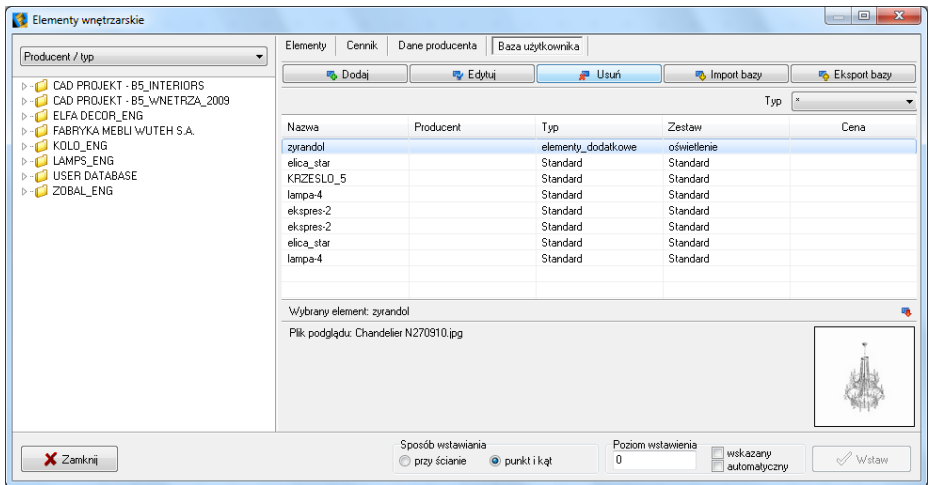 Elementy wnętrzarskie
Producent / typ
CAD PROJEKT - B5_INTERIORS
CAD PROJEKT - B5_WNETRZA_2009
ELFA DECOR_ENG
FABRYKA MEBLI WUTEH S.A.
KOLO_ENG
LAMPS_ENG
USER DATABASE
ZOBAL_ENG
Elementy Cennik Dane producenta Baza użytkownika
Dodaj Edytuj Usuń Import bazy Eksport bazy
Typ *
Nazwa Producent Typ Zestaw Cena
zyrandol elementy_dodatkowe oświetlenie
elica_star Standard Standard
KRZESLO_5 Standard Standard
lampa-4 Standard Standard
ekspres-2 Standard Standard
ekspres-2 Standard Standard
elica_star Standard Standard
lampa-4 Standard Standard
Wybrany element: zyrandol
Plik podglądu: Chandelier N270910.jpg
Zamknij
Sposób wstawiania
przy ścianie punkt i kąt
Poziom wstawienia
0
wskazany
automatyczny
Wstaw